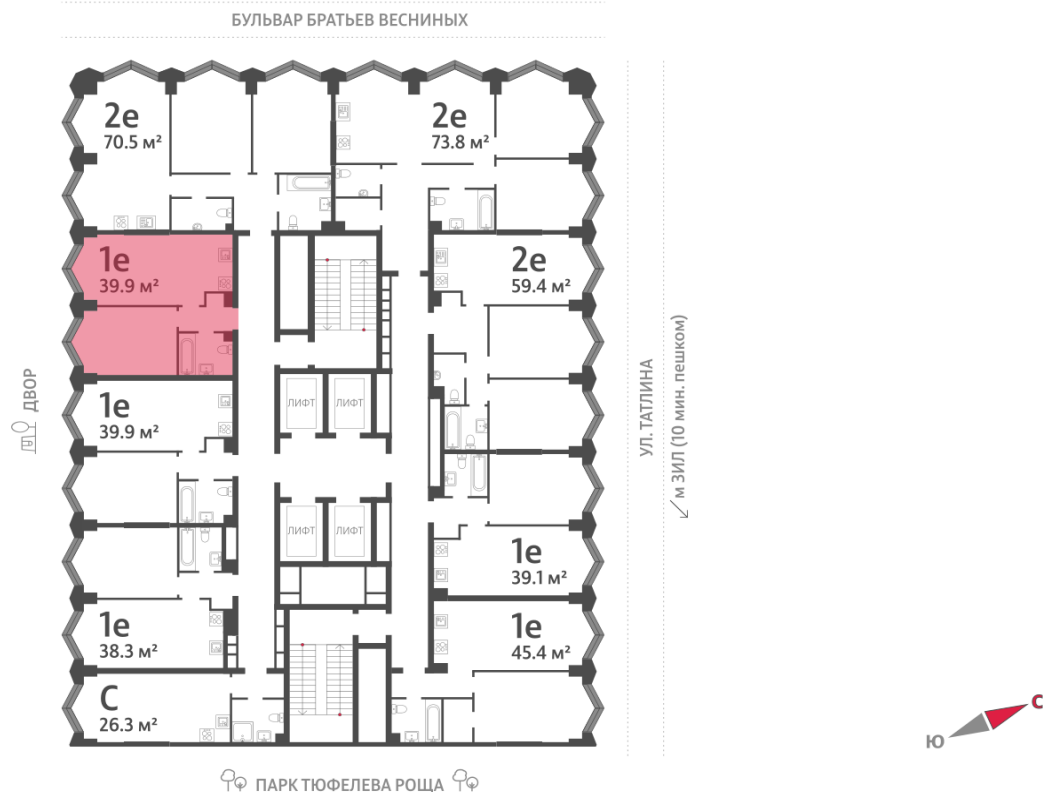 БУЛЬВАР БРАТЬЕВ ВЕСНИНЫХ
2е
70.5 м²
2е
73.8 м²
1е
39.9 м²
2е
59.4 м²
ДВОР
1е
39.9 м²
ЛИФТ
ЛИФТ
УЛ. ТАТЛИНА
м ЗИЛ (10 мин. пешком)
ЛИФТ
ЛИФТ
1е
39.1 м²
1е
38.3 м²
1е
45.4 м²
С
26.3 м²
С
Ю
ПАРК ТЮФЕЛЕВА РОЩА